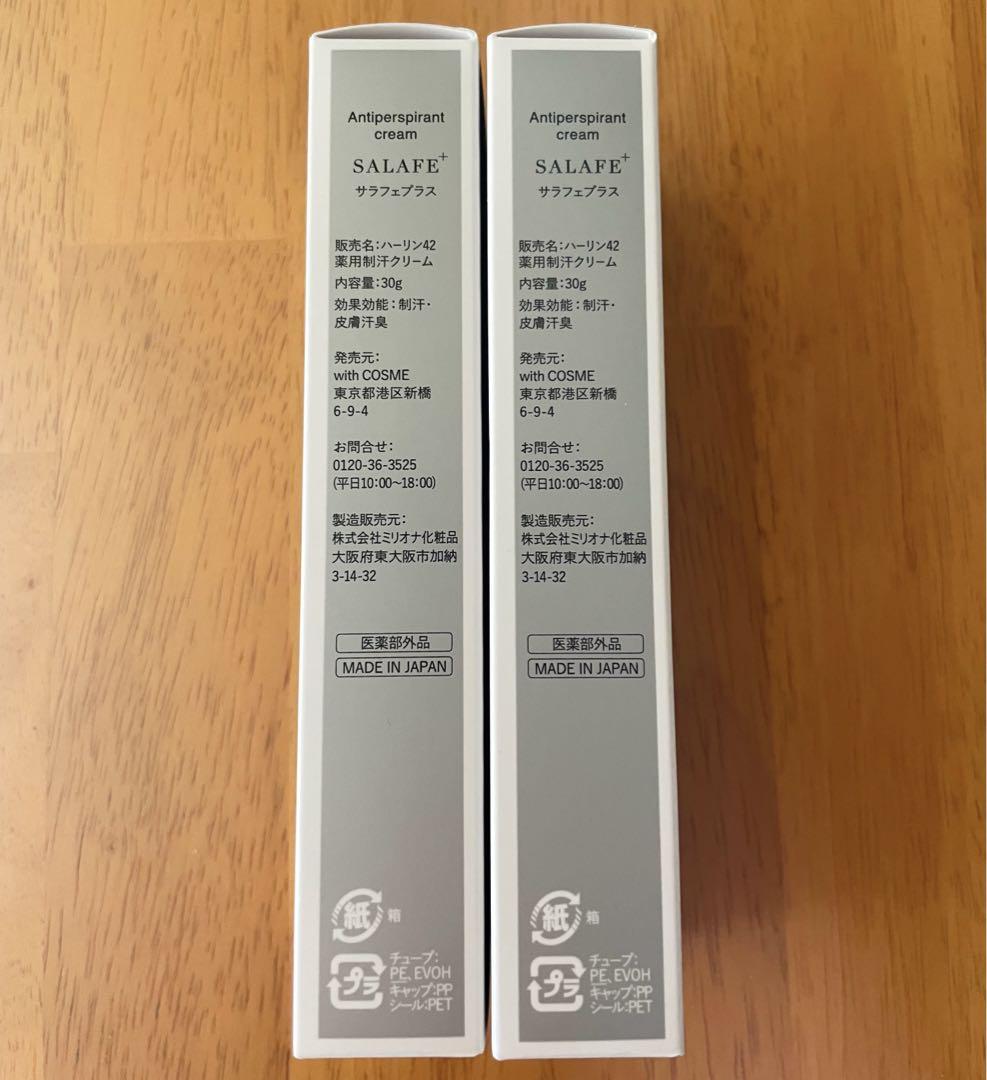 Antiperspirant
cream
SALAFE+
サラフェプラス
販売名：ハーリン42
薬用制汗クリーム
内容量：30g
効果効能：制汗・
皮膚汗臭
発売元：
with COSME
東京都港区新橋
6-9-4
お問合せ：
0120-36-3525
(平日10：00〜18：00)
製造販売元：
株式会社ミリオナ化粧品
大阪府東大阪市加納
3-14-32
医薬部外品
MADE IN JAPAN
紙 箱
プラ
チューブ：
PE、EVOH
キャップ：PP
シール：PET
Antiperspirant
cream
SALAFE+
サラフェプラス
販売名：ハーリン42
薬用制汗クリーム
内容量：30g
効果効能：制汗・
皮膚汗臭
発売元：
with COSME
東京都港区新橋
6-9-4
お問合せ：
0120-36-3525
(平日10：00〜18：00)
製造販売元：
株式会社ミリオナ化粧品
大阪府東大阪市加納
3-14-32
医薬部外品
MADE IN JAPAN
紙 箱
プラ
チューブ：
PE、EVOH
キャップ：PP
シール：PET